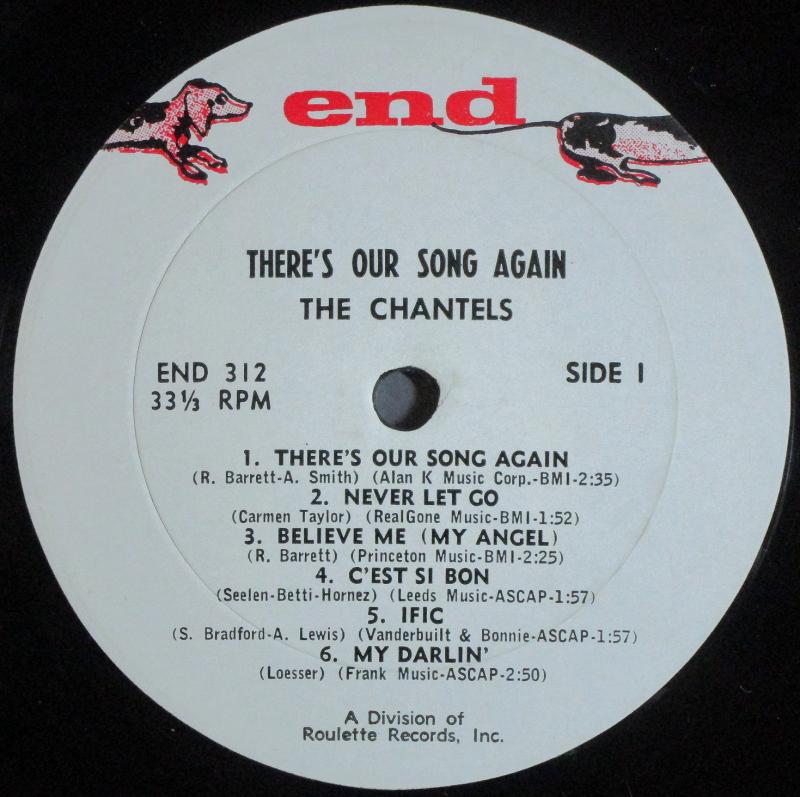 end
THERE'S OUR SONG AGAIN
THE CHANTELS
END 312
SIDE 1
33⅓ RPM
1. THERE'S OUR SONG AGAIN
(R. Barrett-A. Smith) (Alan K Music Corp.-BMI-2:35)
2. NEVER LET GO
(Carmen Taylor) (RealGone Music-BMI-1:52)
3. BELIEVE ME (MY ANGEL)
(R. Barrett) (Princeton Music-BMI-2:25)
4. C'EST SI BON
(Seelen-Betti-Hornez) (Leeds Music-ASCAP-1:57)
5. IFIC
(S. Bradford-A. Lewis) (Vanderbuilt & Bonnie-ASCAP-1:57)
6. MY DARLIN'
(Loesser) (Frank Music-ASCAP-2:50)
A Division of
Roulette Records, Inc.